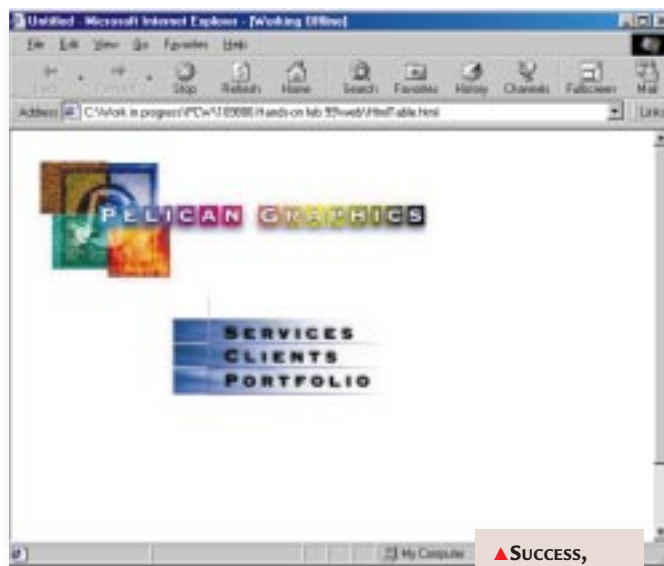 Untitled - Microsoft Internet Explorer - [Working Offline]
File Edit View Go Favorites Help
Stop Refresh Home Search Favorites History Channels Fullscreen Mail
Address Links
PELICAN GRAPHICS
SERVICES
CLIENTS
PORTFOLIO
My Computer
▲SUCCESS,